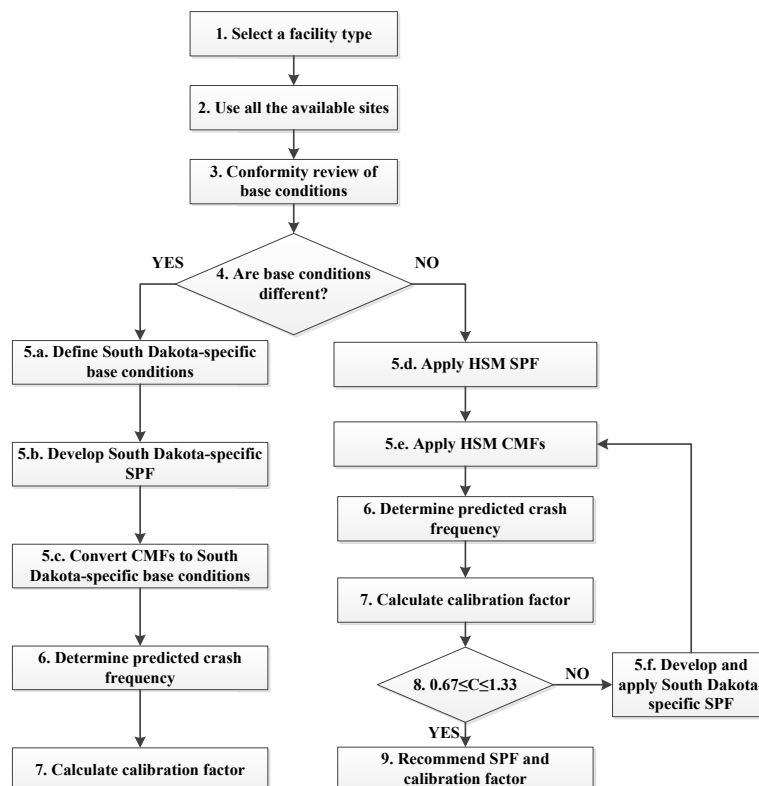 1. Select a facility type
2. Use all the available sites
3. Conformity review of
base conditions
YES
NO
4. Are base conditions
different?
5.a. Define South Dakota-specific
base conditions
5.b. Develop South Dakota-specific
SPF
5.c. Convert CMFs to South
Dakota-specific base conditions
6. Determine predicted crash
frequency
7. Calculate calibration factor
5.d. Apply HSM SPF
5.e. Apply HSM CMFs
6. Determine predicted crash
frequency
7. Calculate calibration factor
8. 0.67≤C≤1.33
NO
5.f. Develop and
apply South Dakota-
specific SPF
YES
9. Recommend SPF and
calibration factor